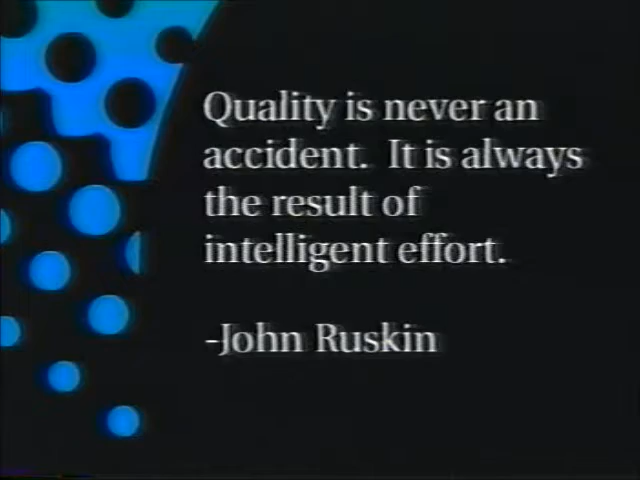 Quality is never an
accident.  It is always
the result of
intelligent effort.
-John Ruskin